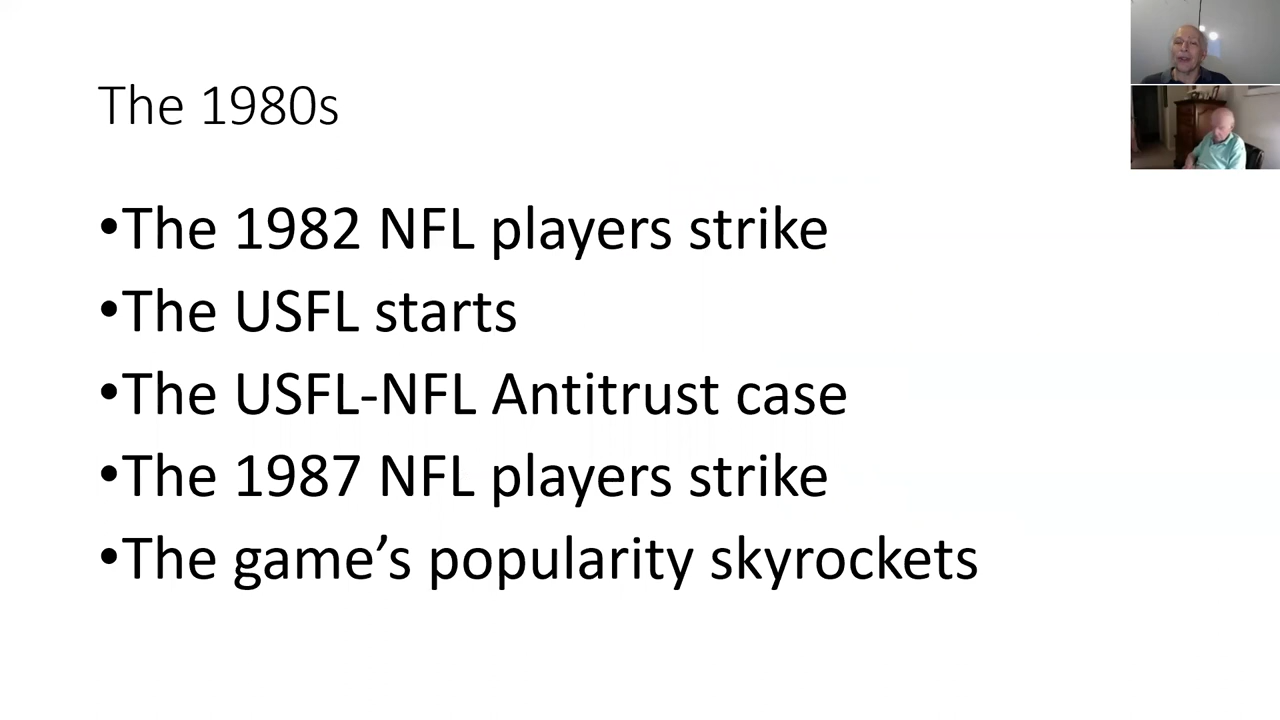 The 1980s
•The 1982 NFL players strike
•The USFL starts
•The USFL-NFL Antitrust case
•The 1987 NFL players strike
•The game’s popularity skyrockets